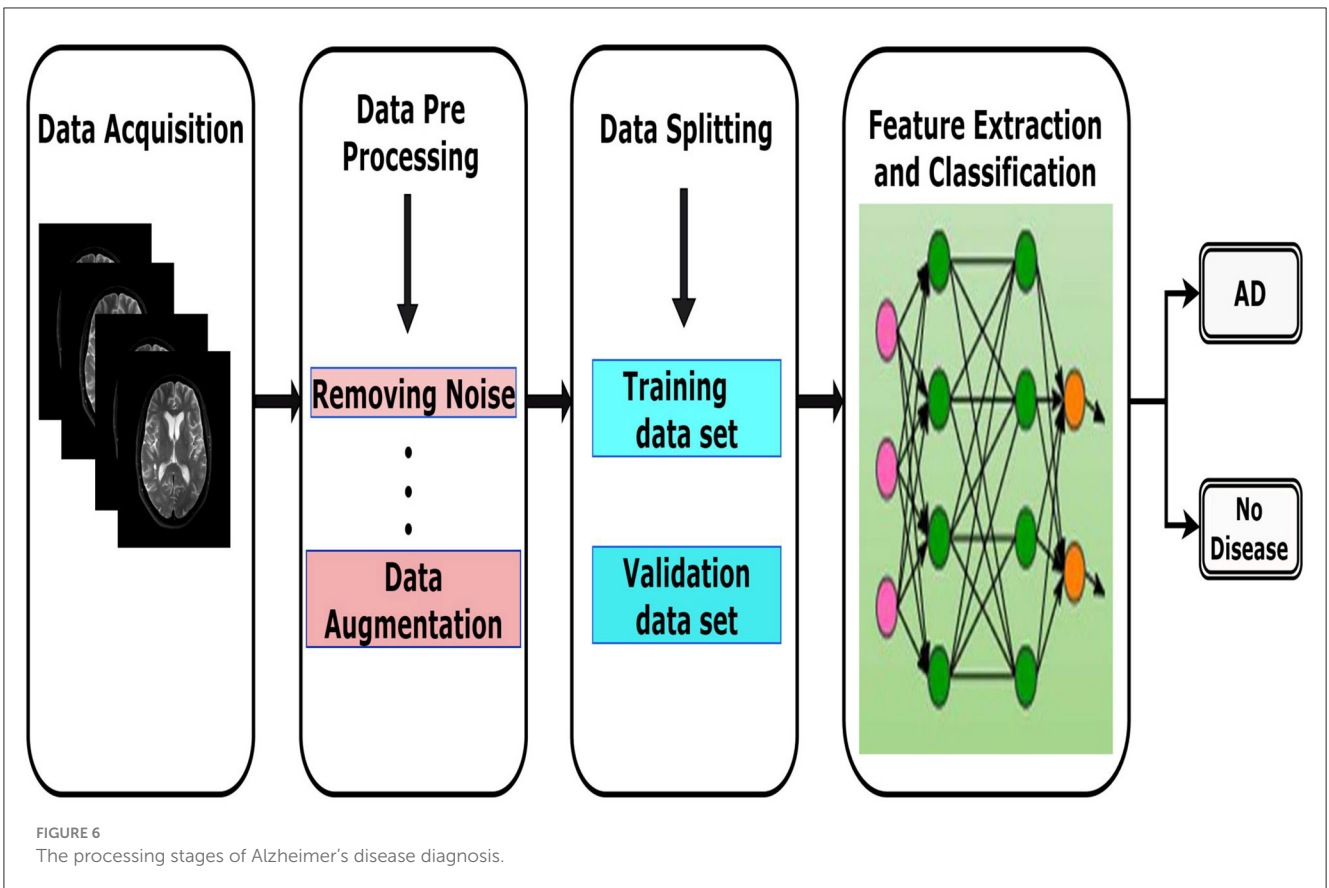 Data Acquisition
Data Pre
Processing
Removing Noise
Data
Augmentation
Data Splitting
Training
data set
Validation
data set
Feature Extraction
and Classification
AD
No
Disease
FIGURE 6
The processing stages of Alzheimer's disease diagnosis.